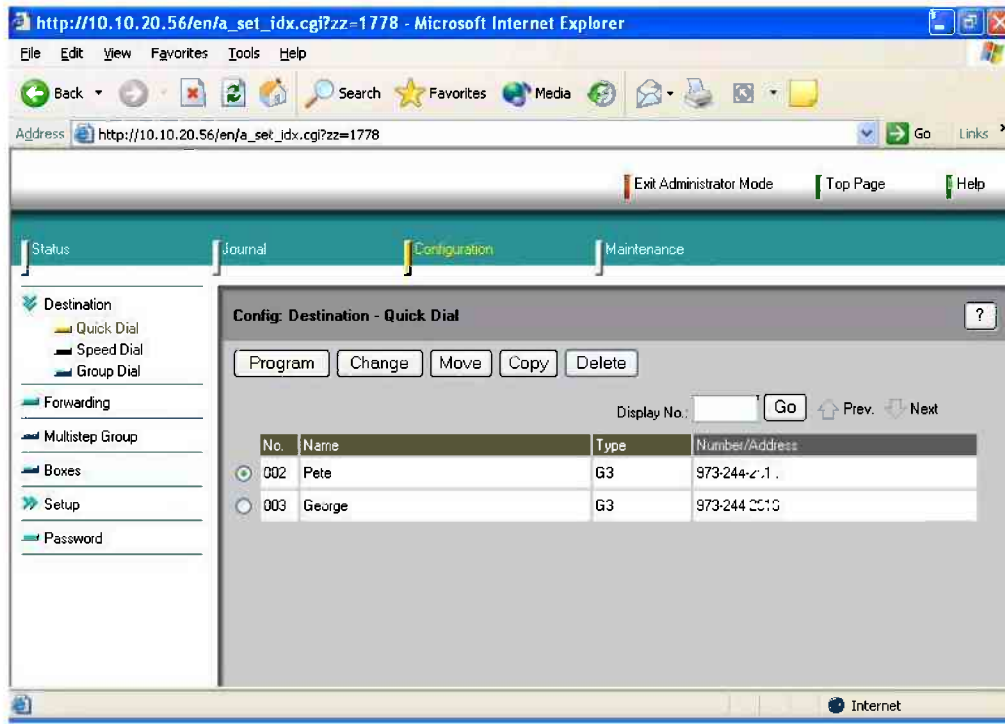 http://10.10.20.56/en/a_set_idx.cgi?zz=1778 - Microsoft Internet Explorer
File Edit View Favorites Tools Help
Back Search Favorites Media
Address http://10.10.20.56/en/a_set_idx.cgi?zz=1778 Go Links
Exit Administrator Mode Top Page Help
Status Journal Configuration Maintenance
Destination
Quick Dial
Speed Dial
Group Dial
Forwarding
Multistep Group
Boxes
Setup
Password
Config: Destination - Quick Dial ?
Program Change Move Copy Delete
Display No.: Go Prev. Next
No. Name Type Number/Address
002 Pete G3
003 George G3
Internet